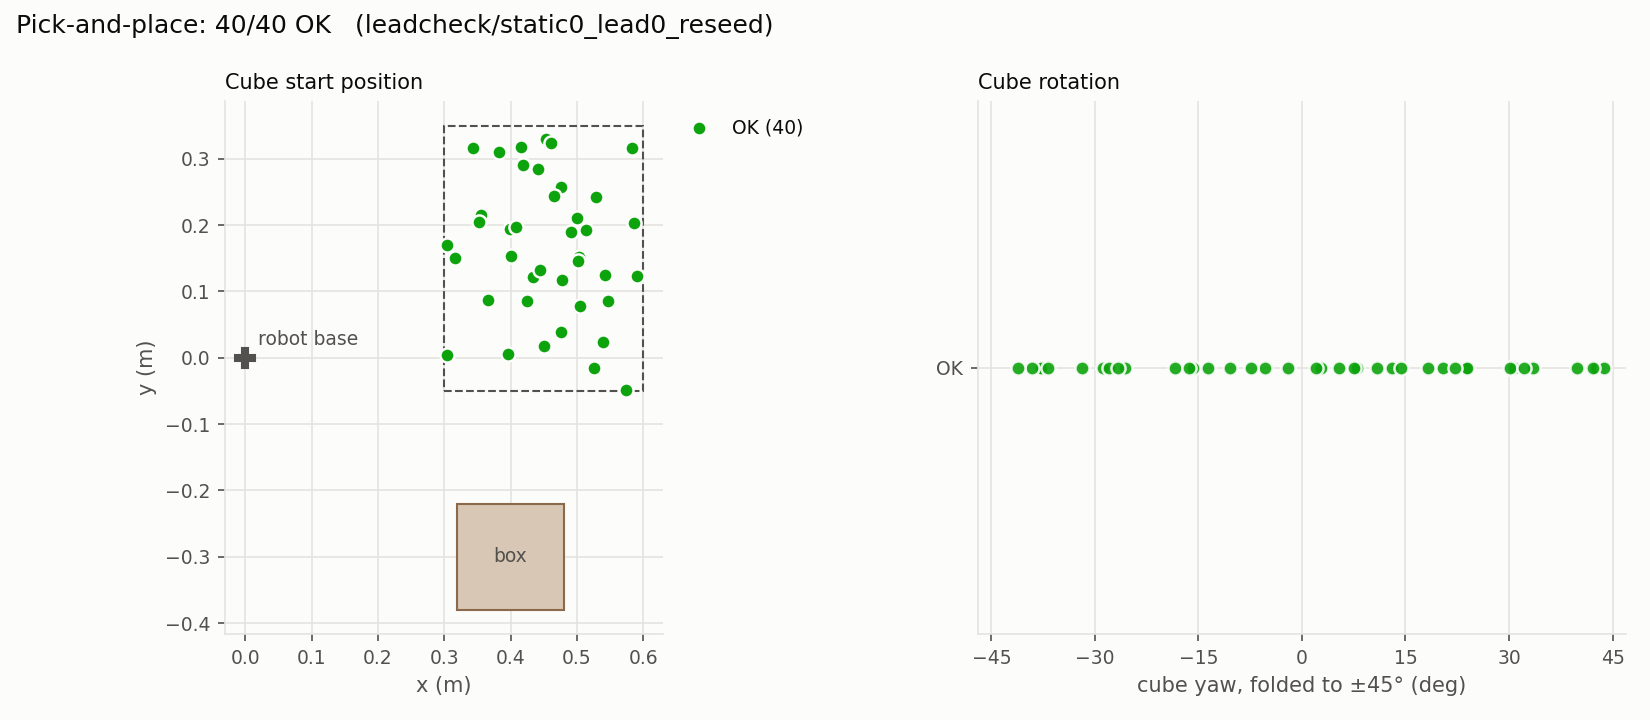 Pick-and-place: 40/40 OK   (leadcheck/static0_lead0_reseed)
Cube start position
OK (40)
0.3
0.2
0.1
0.0
−0.1
−0.2
−0.3
−0.4
y (m)
robot base
box
0.0 0.1 0.2 0.3 0.4 0.5 0.6
x (m)
Cube rotation
OK
−45 −30 −15 0 15 30 45
cube yaw, folded to ±45° (deg)